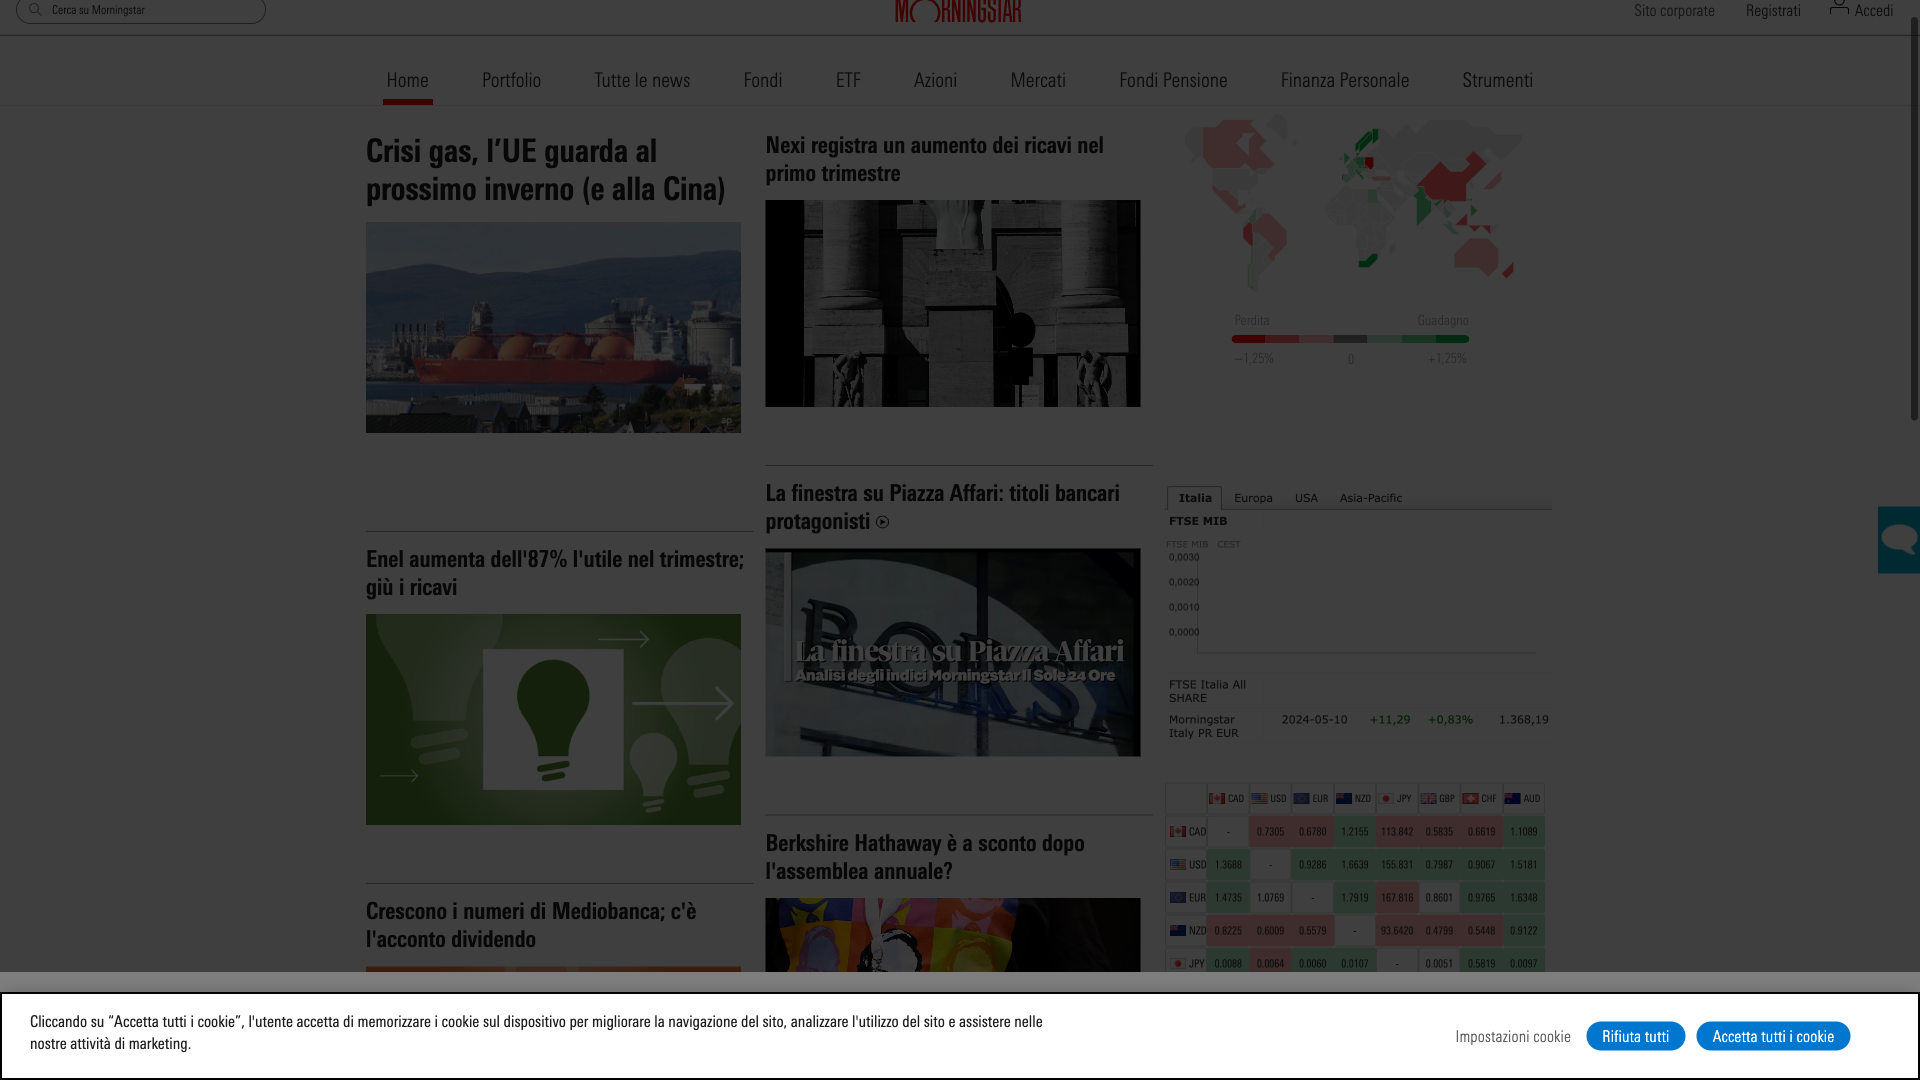 Cerca su Morningstar
MORNINGSTAR
Sito corporate
Registrati
Accedi
Home
Portfolio
Tutte le news
Fondi
ETF
Azioni
Mercati
Fondi Pensione
Finanza Personale
Strumenti
Crisi gas, l’UE guarda al
prossimo inverno (e alla Cina)
Enel aumenta dell'87% l'utile nel trimestre;
giù i ricavi
Crescono i numeri di Mediobanca; c'è
l'acconto dividendo
Nexi registra un aumento dei ricavi nel
primo trimestre
La finestra su Piazza Affari: titoli bancari
protagonisti
BORS
La finestra su Piazza Affari
Analisi degli indici Morningstar Il Sole 24 Ore
Berkshire Hathaway è a sconto dopo
l'assemblea annuale?
Perdita
Guadagno
−1,25%
0
+1,25%
Italia
Europa
USA
Asia-Pacific
FTSE MIB
FTSE MIB CEST
0,0030
0,0020
0,0010
0,0000
FTSE Italia All
SHARE
Morningstar
Italy PR EUR
2024-05-10
+11,29
+0,83%
1.368,19
CAD USD EUR NZD JPY GBP CHF AUD
CAD - 0.7305 0.6780 1.2155 113.842 0.5835 0.6619 1.1089
USD 1.3688 - 0.9286 1.6639 155.831 0.7987 0.9067 1.5181
EUR 1.4735 1.0769 - 1.7919 167.816 0.8601 0.9765 1.6348
NZD 0.8225 0.6009 0.5579 - 93.6420 0.4799 0.5448 0.9122
JPY 0.0088 0.0064 0.0060 0.0107 - 0.0051 0.5819 0.0097
Cliccando su “Accetta tutti i cookie”, l'utente accetta di memorizzare i cookie sul dispositivo per migliorare la navigazione del sito, analizzare l'utilizzo del sito e assistere nelle
nostre attività di marketing.
Impostazioni cookie
Rifiuta tutti
Accetta tutti i cookie